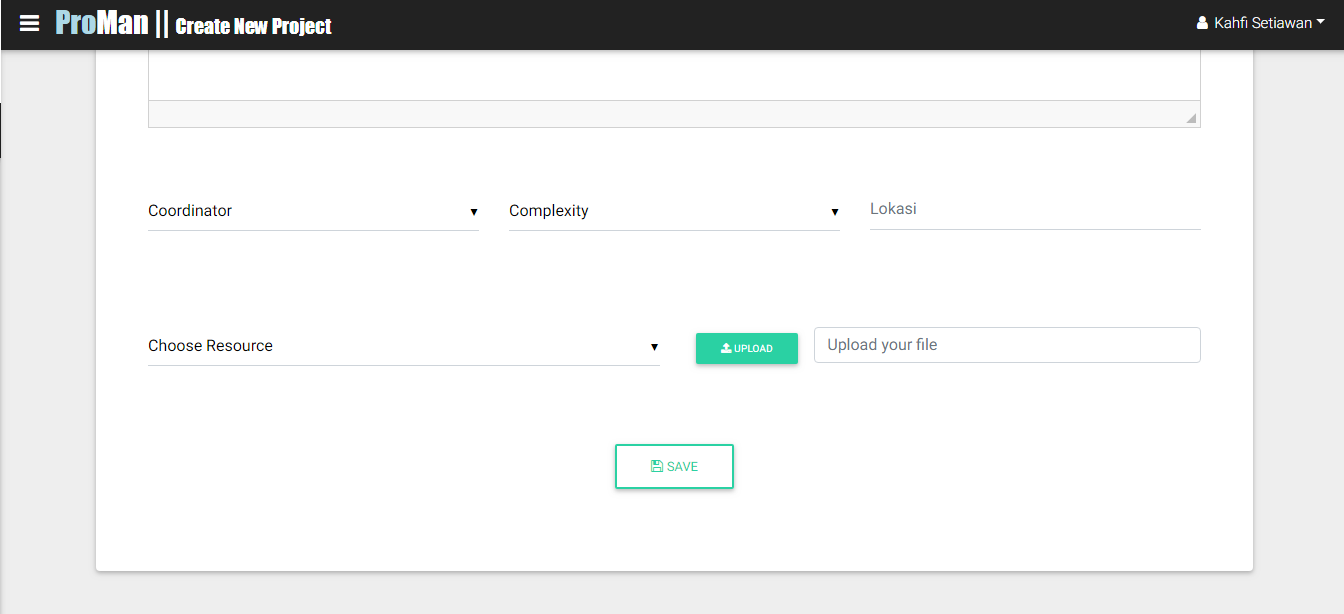 ProMan || Create New Project
Kahfi Setiawan
Coordinator
Complexity
Lokasi
Choose Resource
UPLOAD
Upload your file
SAVE